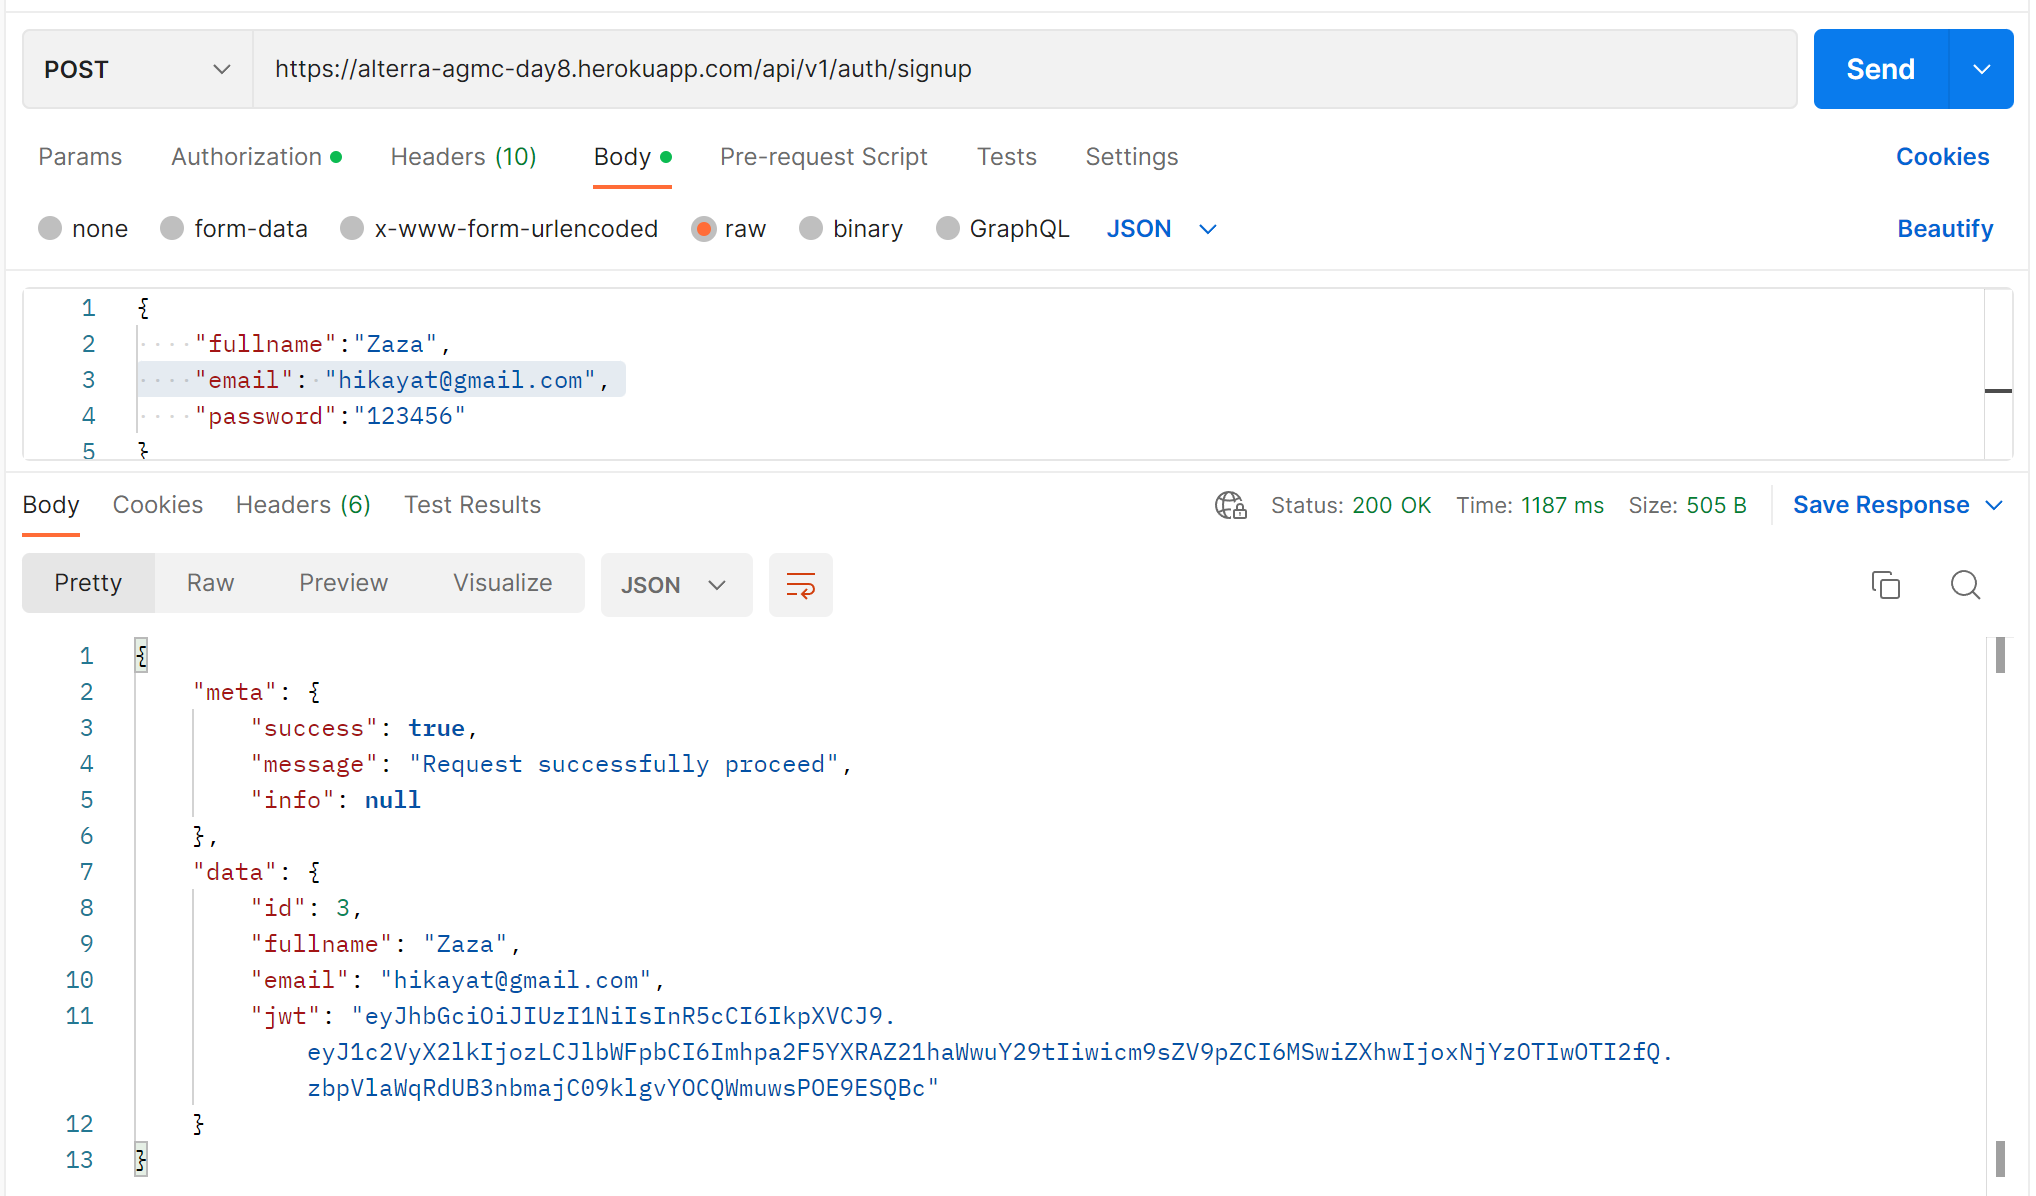 POST https://alterra-agmc-day8.herokuapp.com/api/v1/auth/signup Send
Params Authorization Headers (10) Body Pre-request Script Tests Settings Cookies
none form-data x-www-form-urlencoded raw binary GraphQL JSON Beautify
1 {
2 "fullname":"Zaza",
3 "email": "hikayat@gmail.com",
4 "password":"123456"
5 }
Body Cookies Headers (6) Test Results Status: 200 OK Time: 1187 ms Size: 505 B Save Response
Pretty Raw Preview Visualize JSON
1 {
2 "meta": {
3 "success": true,
4 "message": "Request successfully proceed",
5 "info": null
6 },
7 "data": {
8 "id": 3,
9 "fullname": "Zaza",
10 "email": "hikayat@gmail.com",
11 "jwt": "eyJhbGciOiJIUzI1NiIsInR5cCI6IkpXVCJ9.
eyJ1c2VyX2lkIjozLCJlbWFpbCI6Imhpa2F5YXRAZ21haWwuY29tIiwicm9sZV9pZCI6MSwiZXhwIjoxNjYzOTIwOTI2fQ.
zbpVlaWqRdUB3nbmajC09klgvYOCQWmuwsPOE9ESQBc"
12 }
13 }